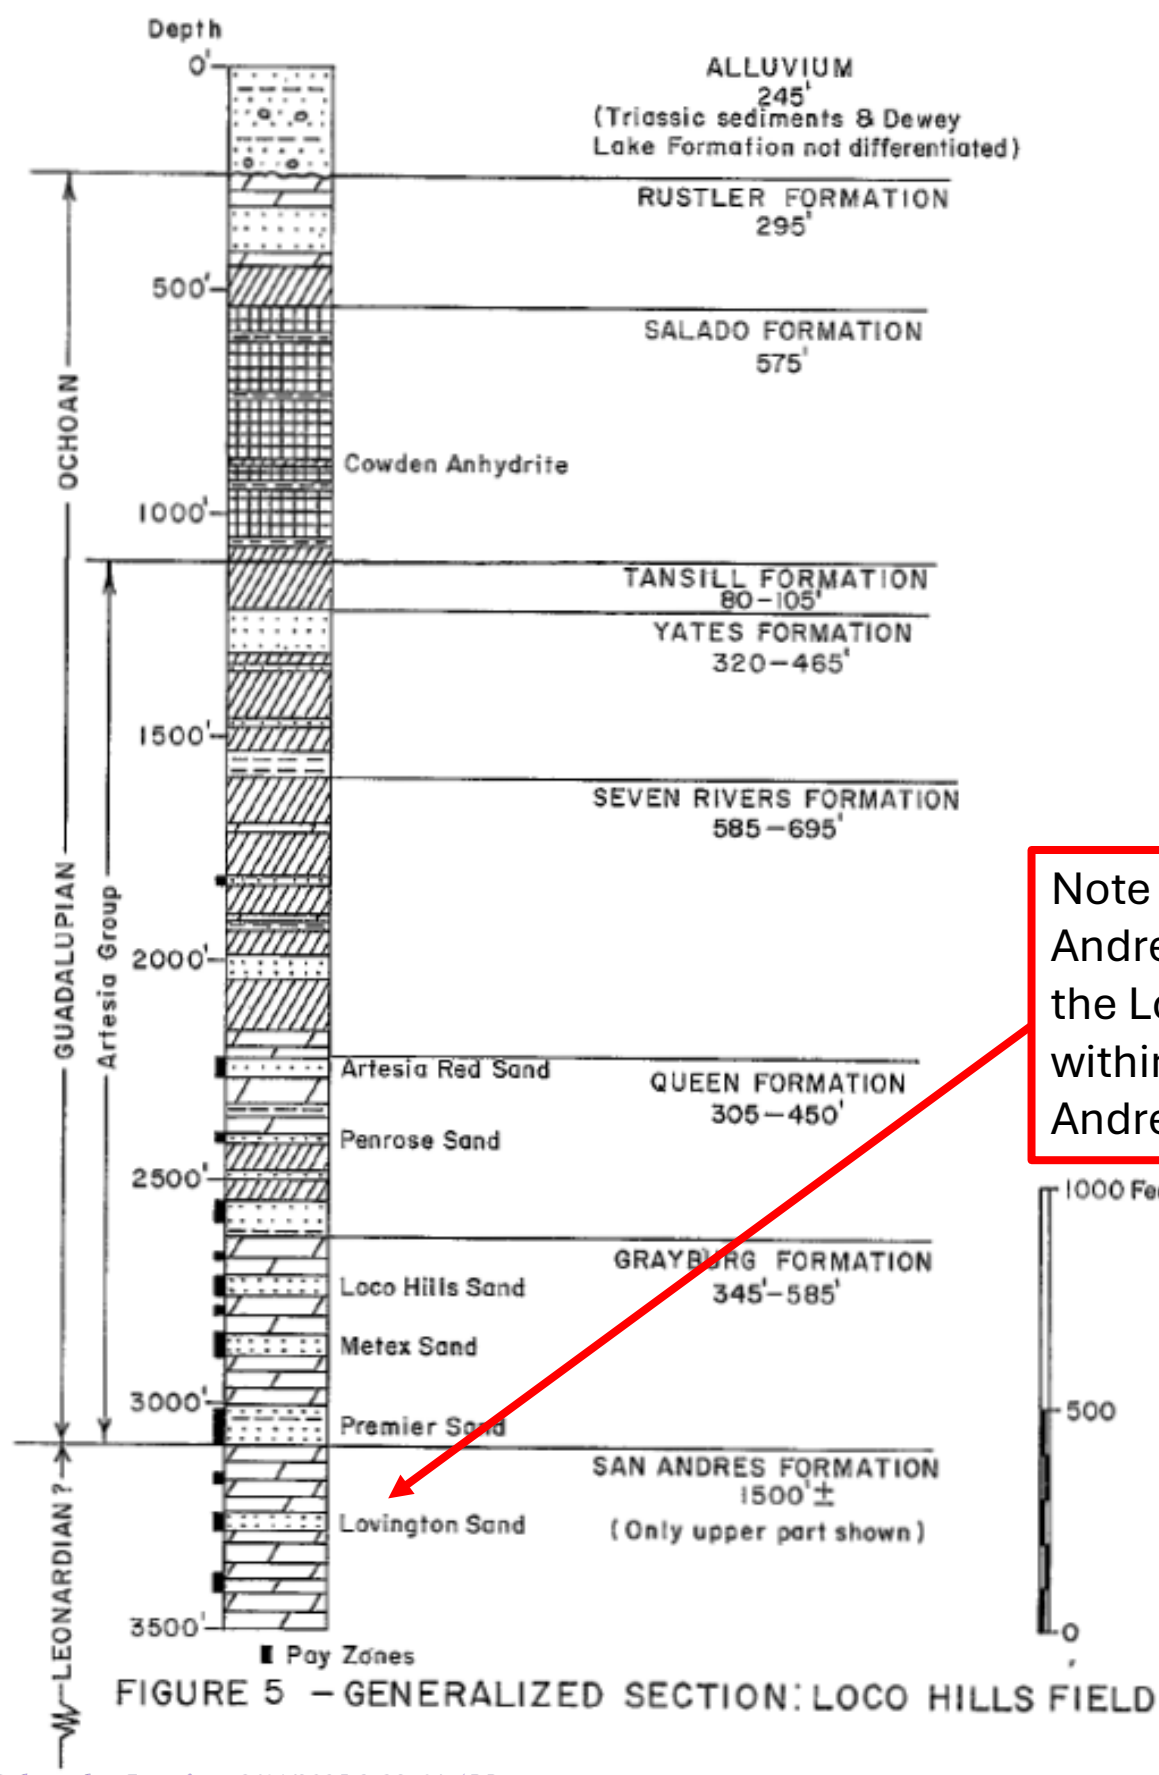 Depth
0'
ALLUVIUM
245'
(Triassic sediments & Dewey
Lake Formation not differentiated)
RUSTLER FORMATION
295'
500'
SALADO FORMATION
575'
OCHOAN
Cowden Anhydrite
1000'
TANSILL FORMATION
80-105'
YATES FORMATION
320-465'
1500'
SEVEN RIVERS FORMATION
585-695'
GUADALUPIAN
Artesia Group
2000'
Note
the
within
Artesia Red Sand
QUEEN FORMATION
305-450'
Penrose Sand
2500'
1000
GRAYBURG FORMATION
345'-585'
Loco Hills Sand
Metex Sand
3000'
500
Premier Sand
SAN ANDRES FORMATION
1500'±
(Only upper part shown)
Lovington Sand
LEONARDIAN?
3500'
0
Pay Zones
FIGURE 5 - GENERALIZED SECTION: LOCO HILLS FIELD